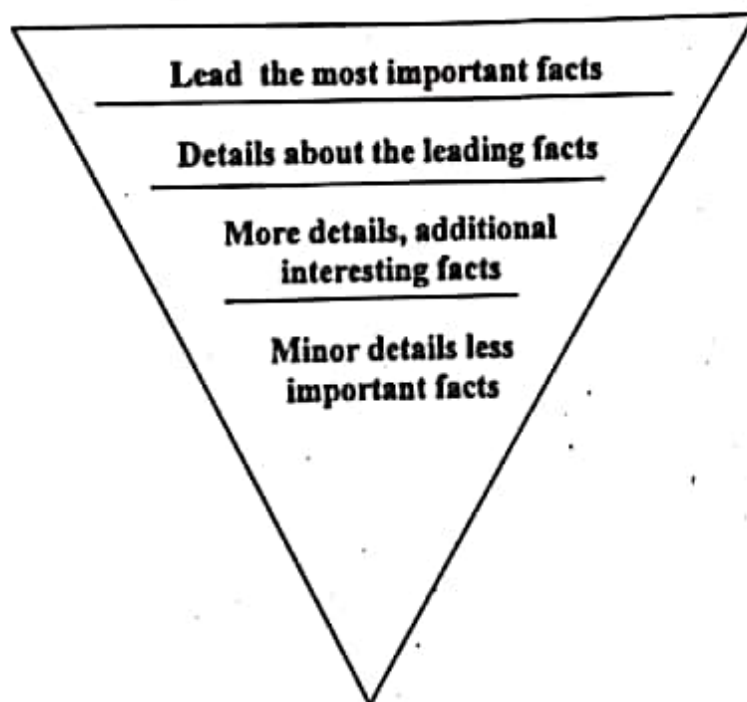 Lead the most important facts
Details about the leading facts
More details, additional
interesting facts
Minor details less
important facts